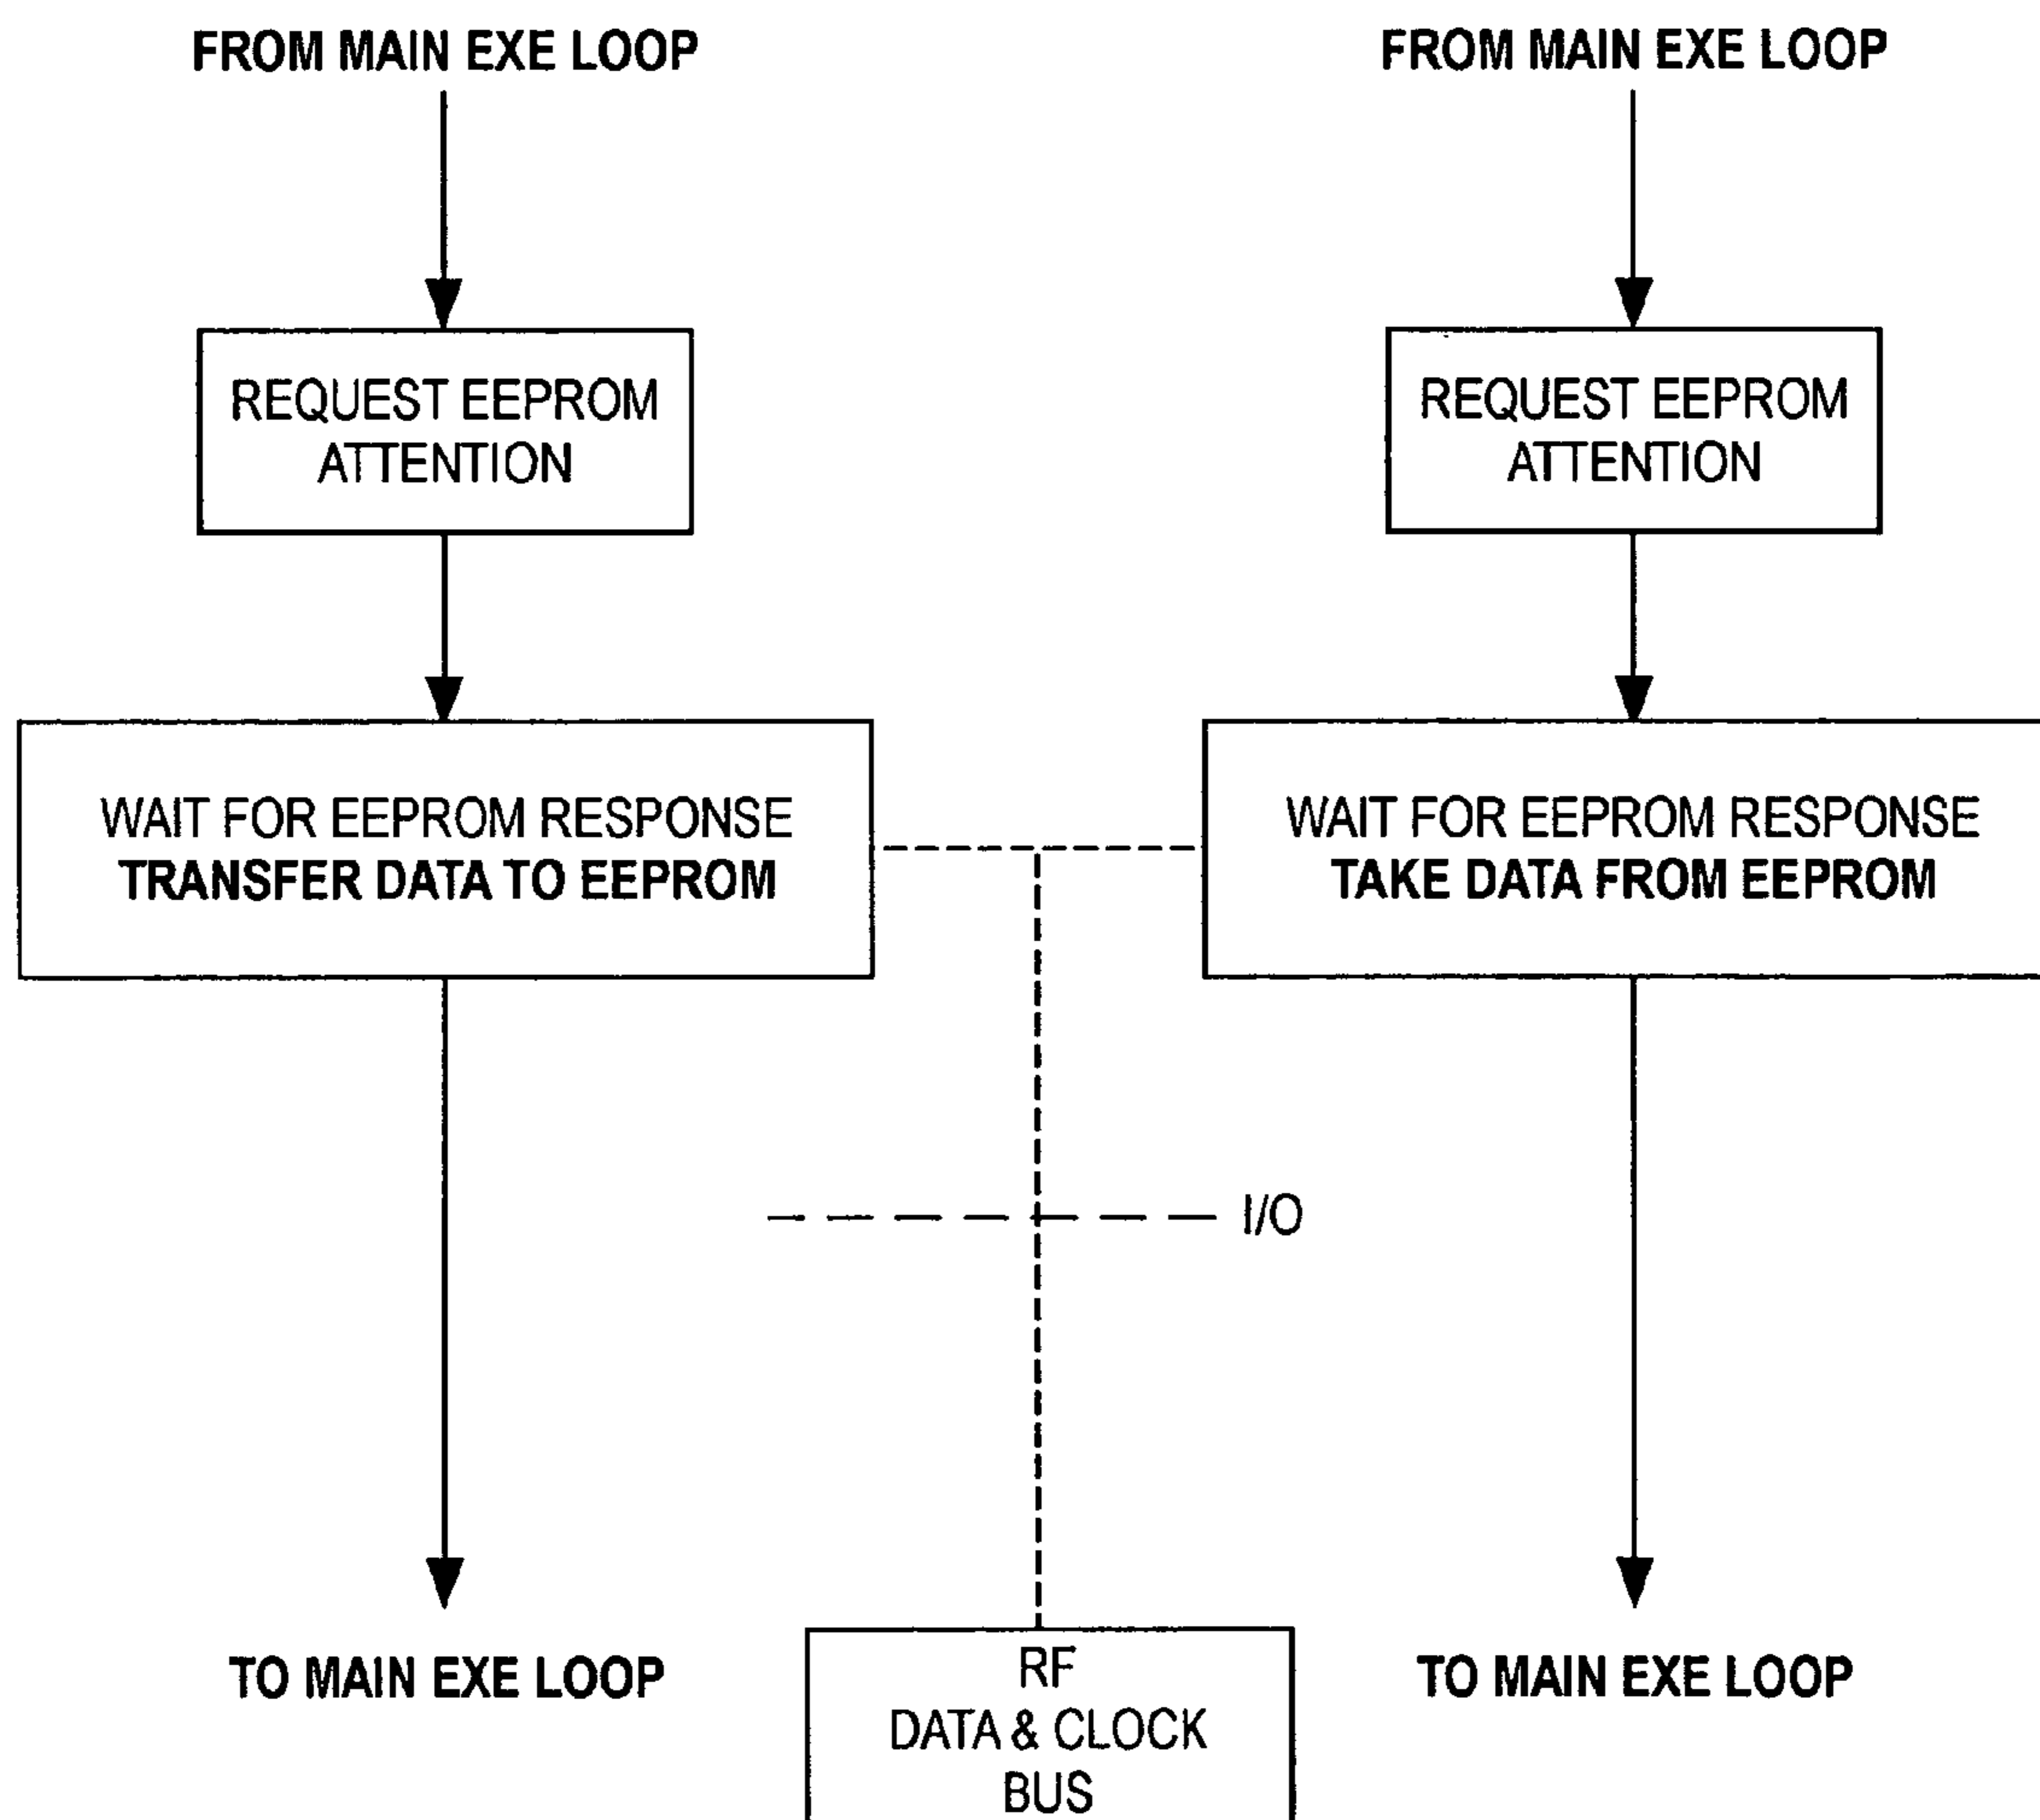 FROM MAIN EXE LOOP
FROM MAIN EXE LOOP
REQUEST EEPROM
ATTENTION
REQUEST EEPROM
ATTENTION
WAIT FOR EEPROM RESPONSE
TRANSFER DATA TO EEPROM
WAIT FOR EEPROM RESPONSE
TAKE DATA FROM EEPROM
I/O
TO MAIN EXE LOOP
RF
DATA & CLOCK
BUS
TO MAIN EXE LOOP